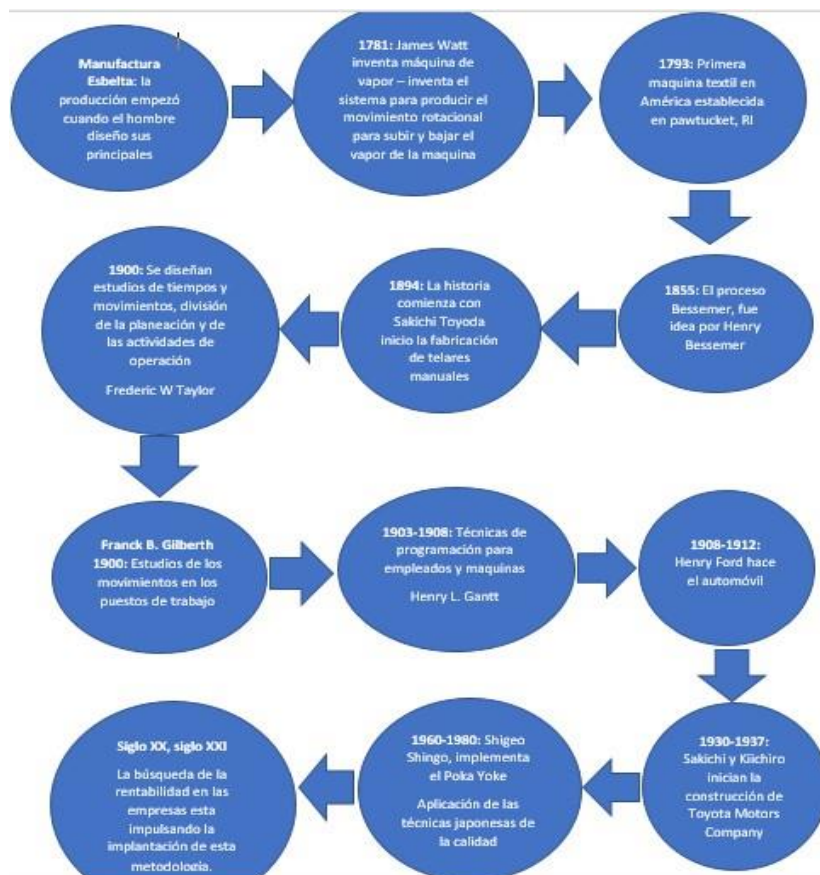 Manufactura
Esbelta: la
producción empezó
cuando el hombre
diseño sus
principales
1781: James Watt
inventa máquina de
vapor – inventa el
sistema para producir el
movimiento rotacional
para subir y bajar el
vapor de la maquina
1793: Primera
maquina textil en
América establecida
en pawtucket, RI
1855: El proceso
Bessemer, fue
idea por Henry
Bessemer
1894: La historia
comienza con
Sakichi Toyoda
inicio la fabricación
de telares
manuales
1900: Se diseñan
estudios de tiempos y
movimientos, división
de la planeación y de
las actividades de
operación
Frederic W Taylor
Franck B. Gilberth
1900: Estudios de los
movimientos en los
puestos de trabajo
1903-1908: Técnicas de
programación para
empleados y maquinas
Henry L. Gantt
1908-1912:
Henry Ford hace
el automóvil
1930-1937:
Sakichi y Kiichiro
inician la
construcción de
Toyota Motors
Company
1960-1980: Shigeo
Shingo, implementa
el Poka Yoke
Aplicación de las
técnicas japonesas de
la calidad
Siglo XX, siglo XXI
La búsqueda de la
rentabilidad en las
empresas esta
impulsando la
implantación de esta
metodología.